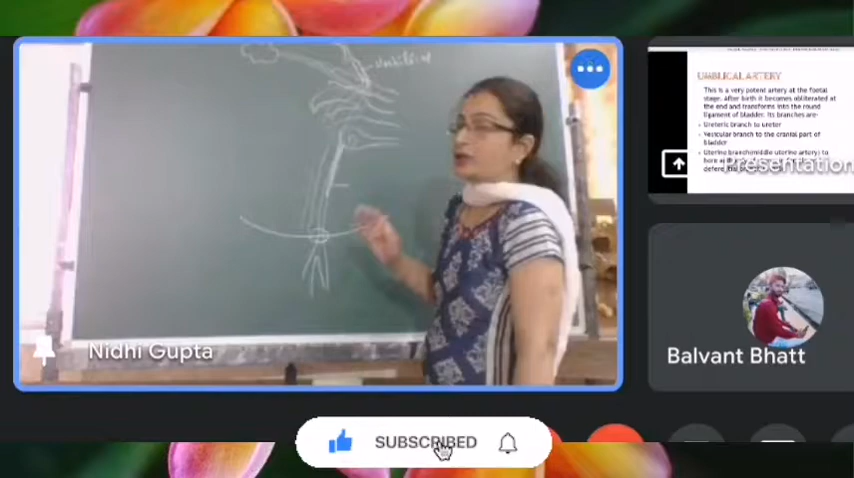 UMBLICAL ARTERY
This is a very potent artery at the foetal
stage. After birth it becomes obliterated at
the end and transforms into the round
ligament of bladder. Its branches are-
Ureteric branch to ureter
Vesicular branch to the cranial part of
bladder
Presentation
Nidhi Gupta
Balvant Bhatt
SUBSCRIBED